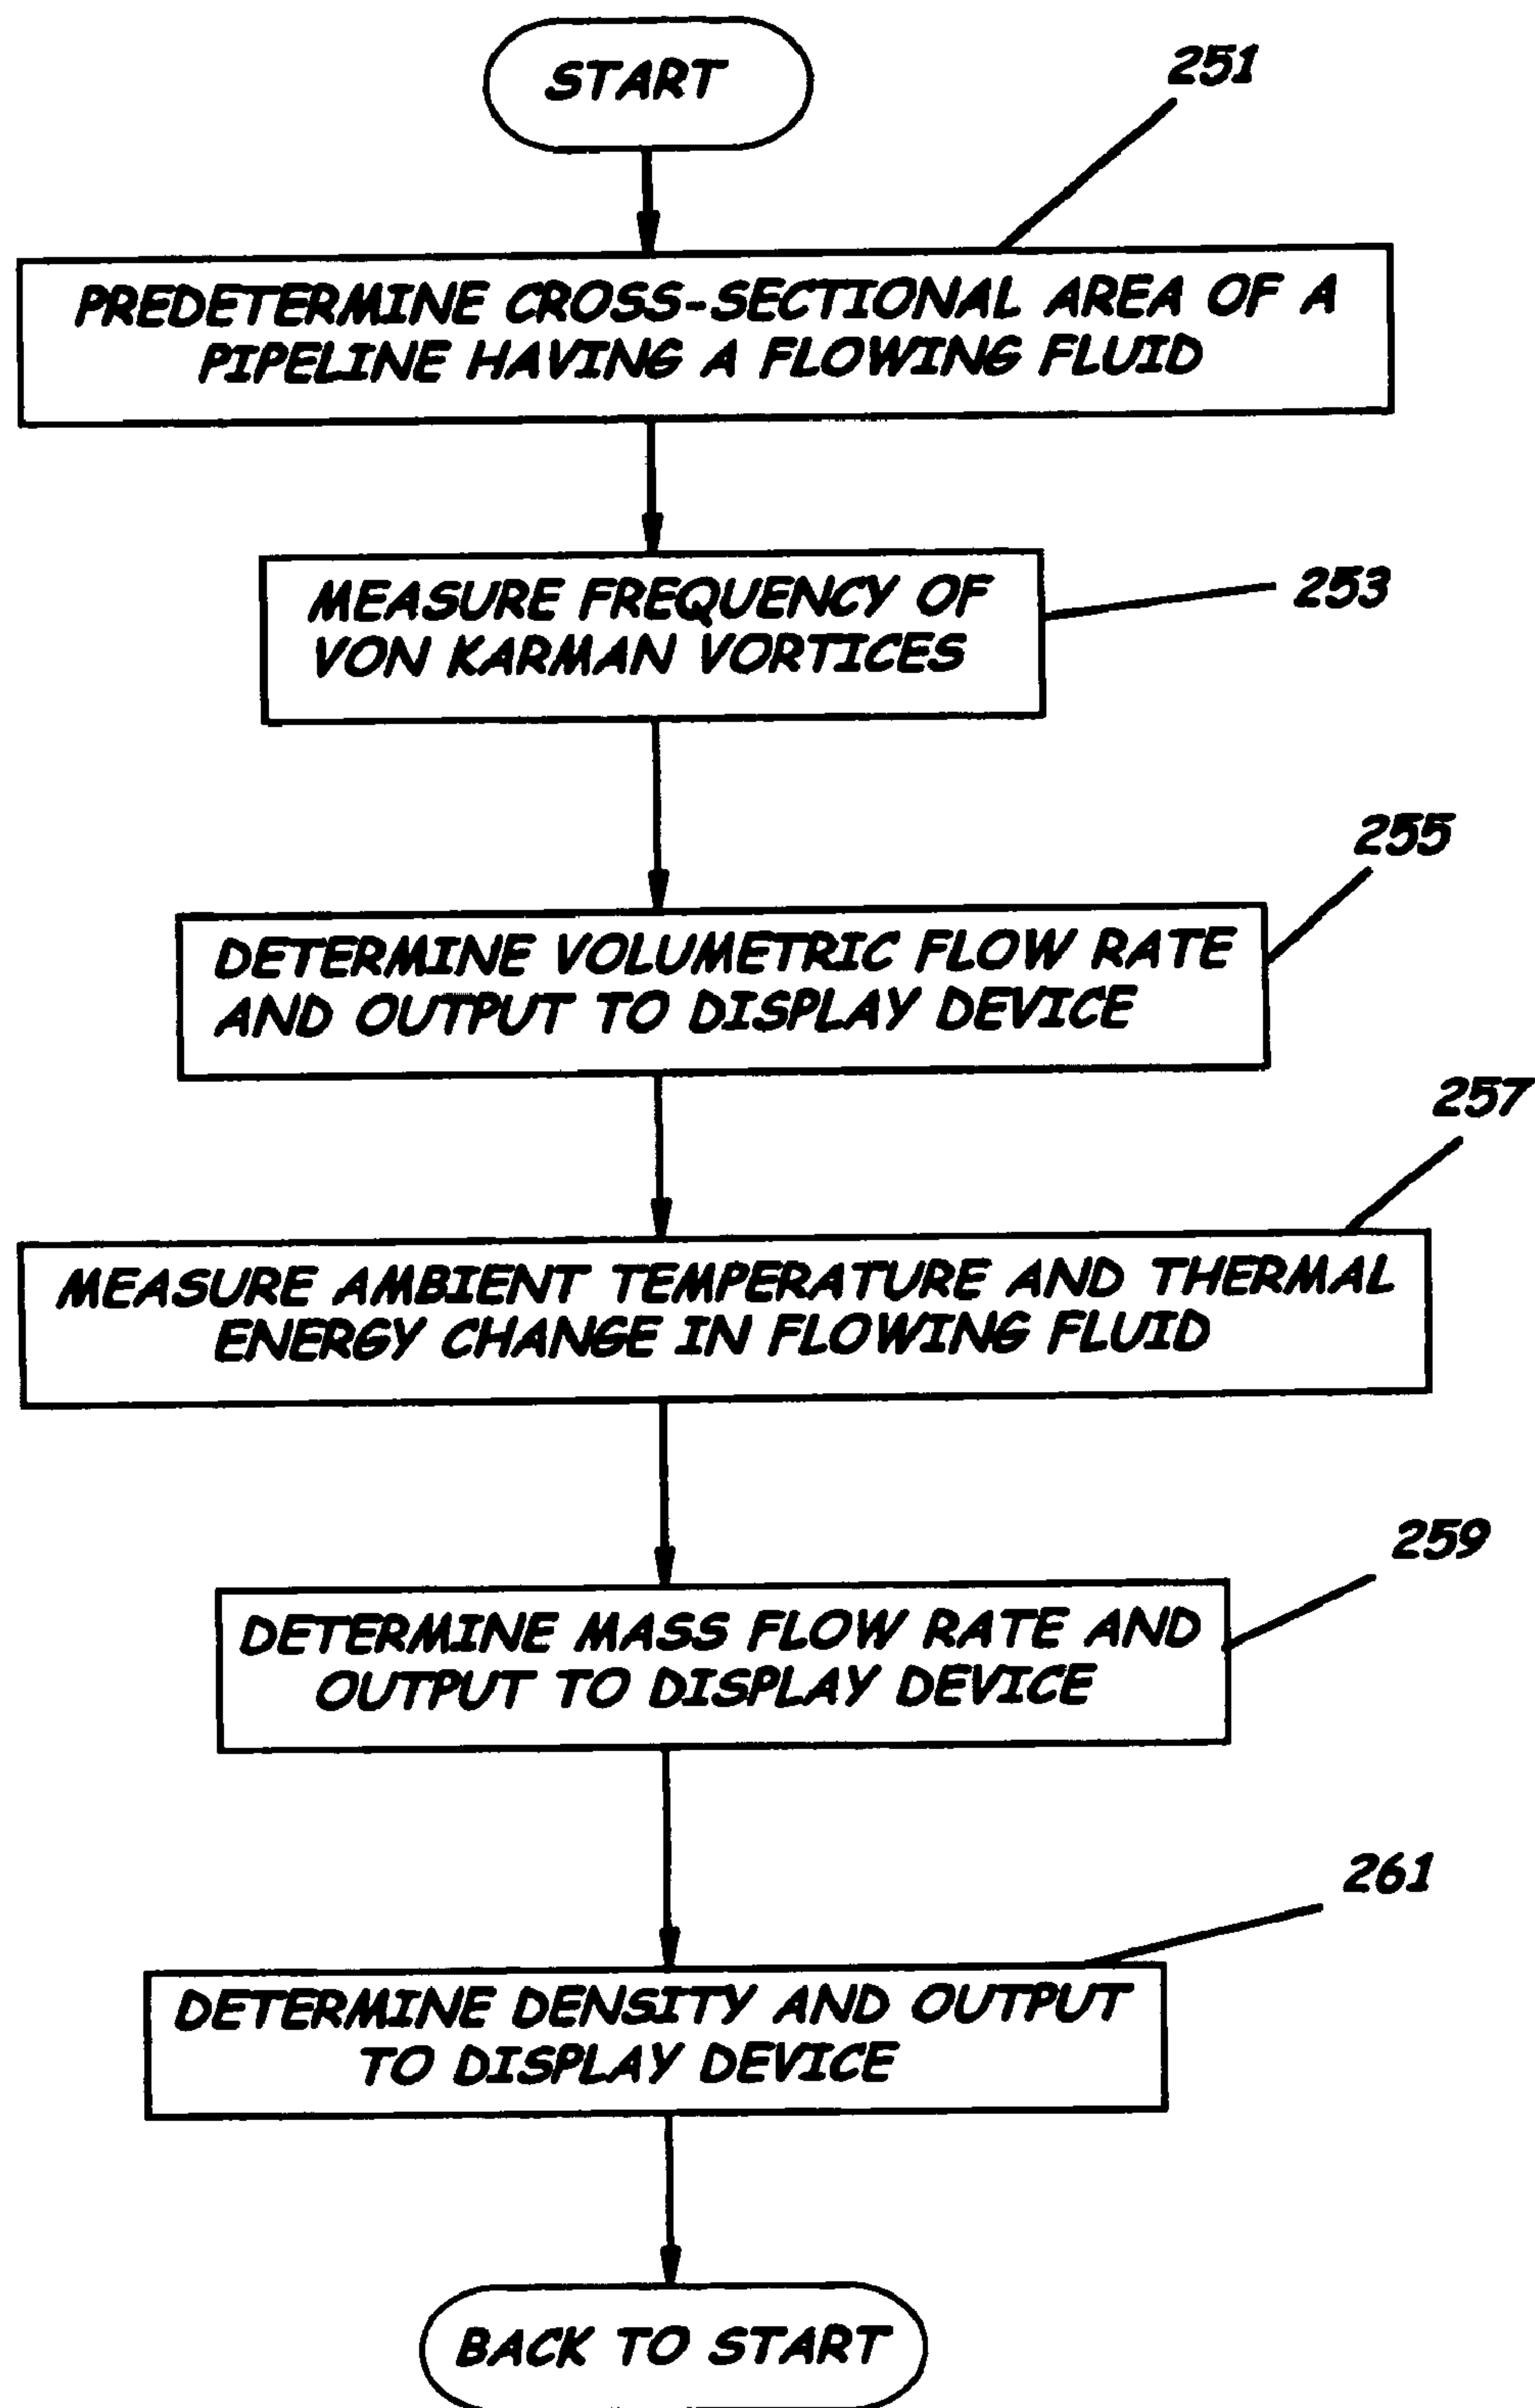 START
251
PREDETERMINE CROSS-SECTIONAL AREA OF A
PIPELINE HAVING A FLOWING FLUID
MEASURE FREQUENCY OF
VON KARMAN VORTICES
253
255
DETERMINE VOLUMETRIC FLOW RATE
AND OUTPUT TO DISPLAY DEVICE
257
MEASURE AMBIENT TEMPERATURE AND THERMAL
ENERGY CHANGE IN FLOWING FLUID
259
DETERMINE MASS FLOW RATE AND
OUTPUT TO DISPLAY DEVICE
261
DETERMINE DENSITY AND OUTPUT
TO DISPLAY DEVICE
BACK TO START